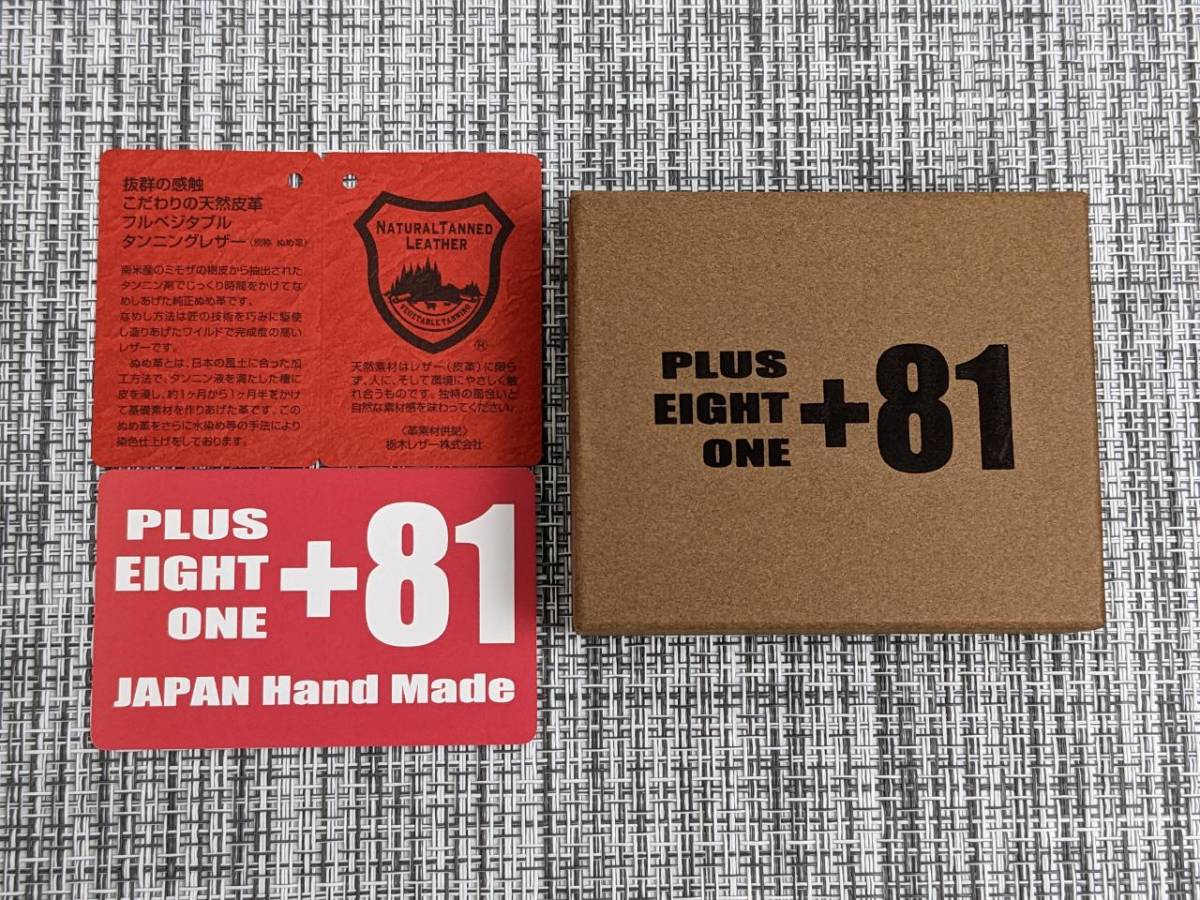 抜群の感触
こだわりの天然皮革
フルベジタブル
タンニングレザー（別称 ぬめ革）
南米産のミモザの樹皮から抽出された
タンニン剤でじっくり時間をかけてな
めしあげた純正ぬめ革です。
なめし方法は匠の技術を巧みに駆使
し造りあげたワイルドで完成度の高い
レザーです。
ぬめ革とは、日本の風土に合った加
工方法で、タンニン液を満たした槽に
皮を浸し、約1ヶ月から1ヶ月半をかけ
て基礎素材を作りあげた革です。この
ぬめ革をさらに水染め等の手法により
染色仕上げをしております。
NATURAL TANNED
LEATHER
VEGETABLE TANNING
®
天然素材はレザー（皮革）に限ら
ず、人に、そして環境にやさしく触
れ合うものです。独特の風合いと
自然な素材感を味わってください。
〈革素材供給〉
栃木レザー株式会社
PLUS
EIGHT
ONE
+81
JAPAN Hand Made
PLUS
EIGHT
ONE
+81